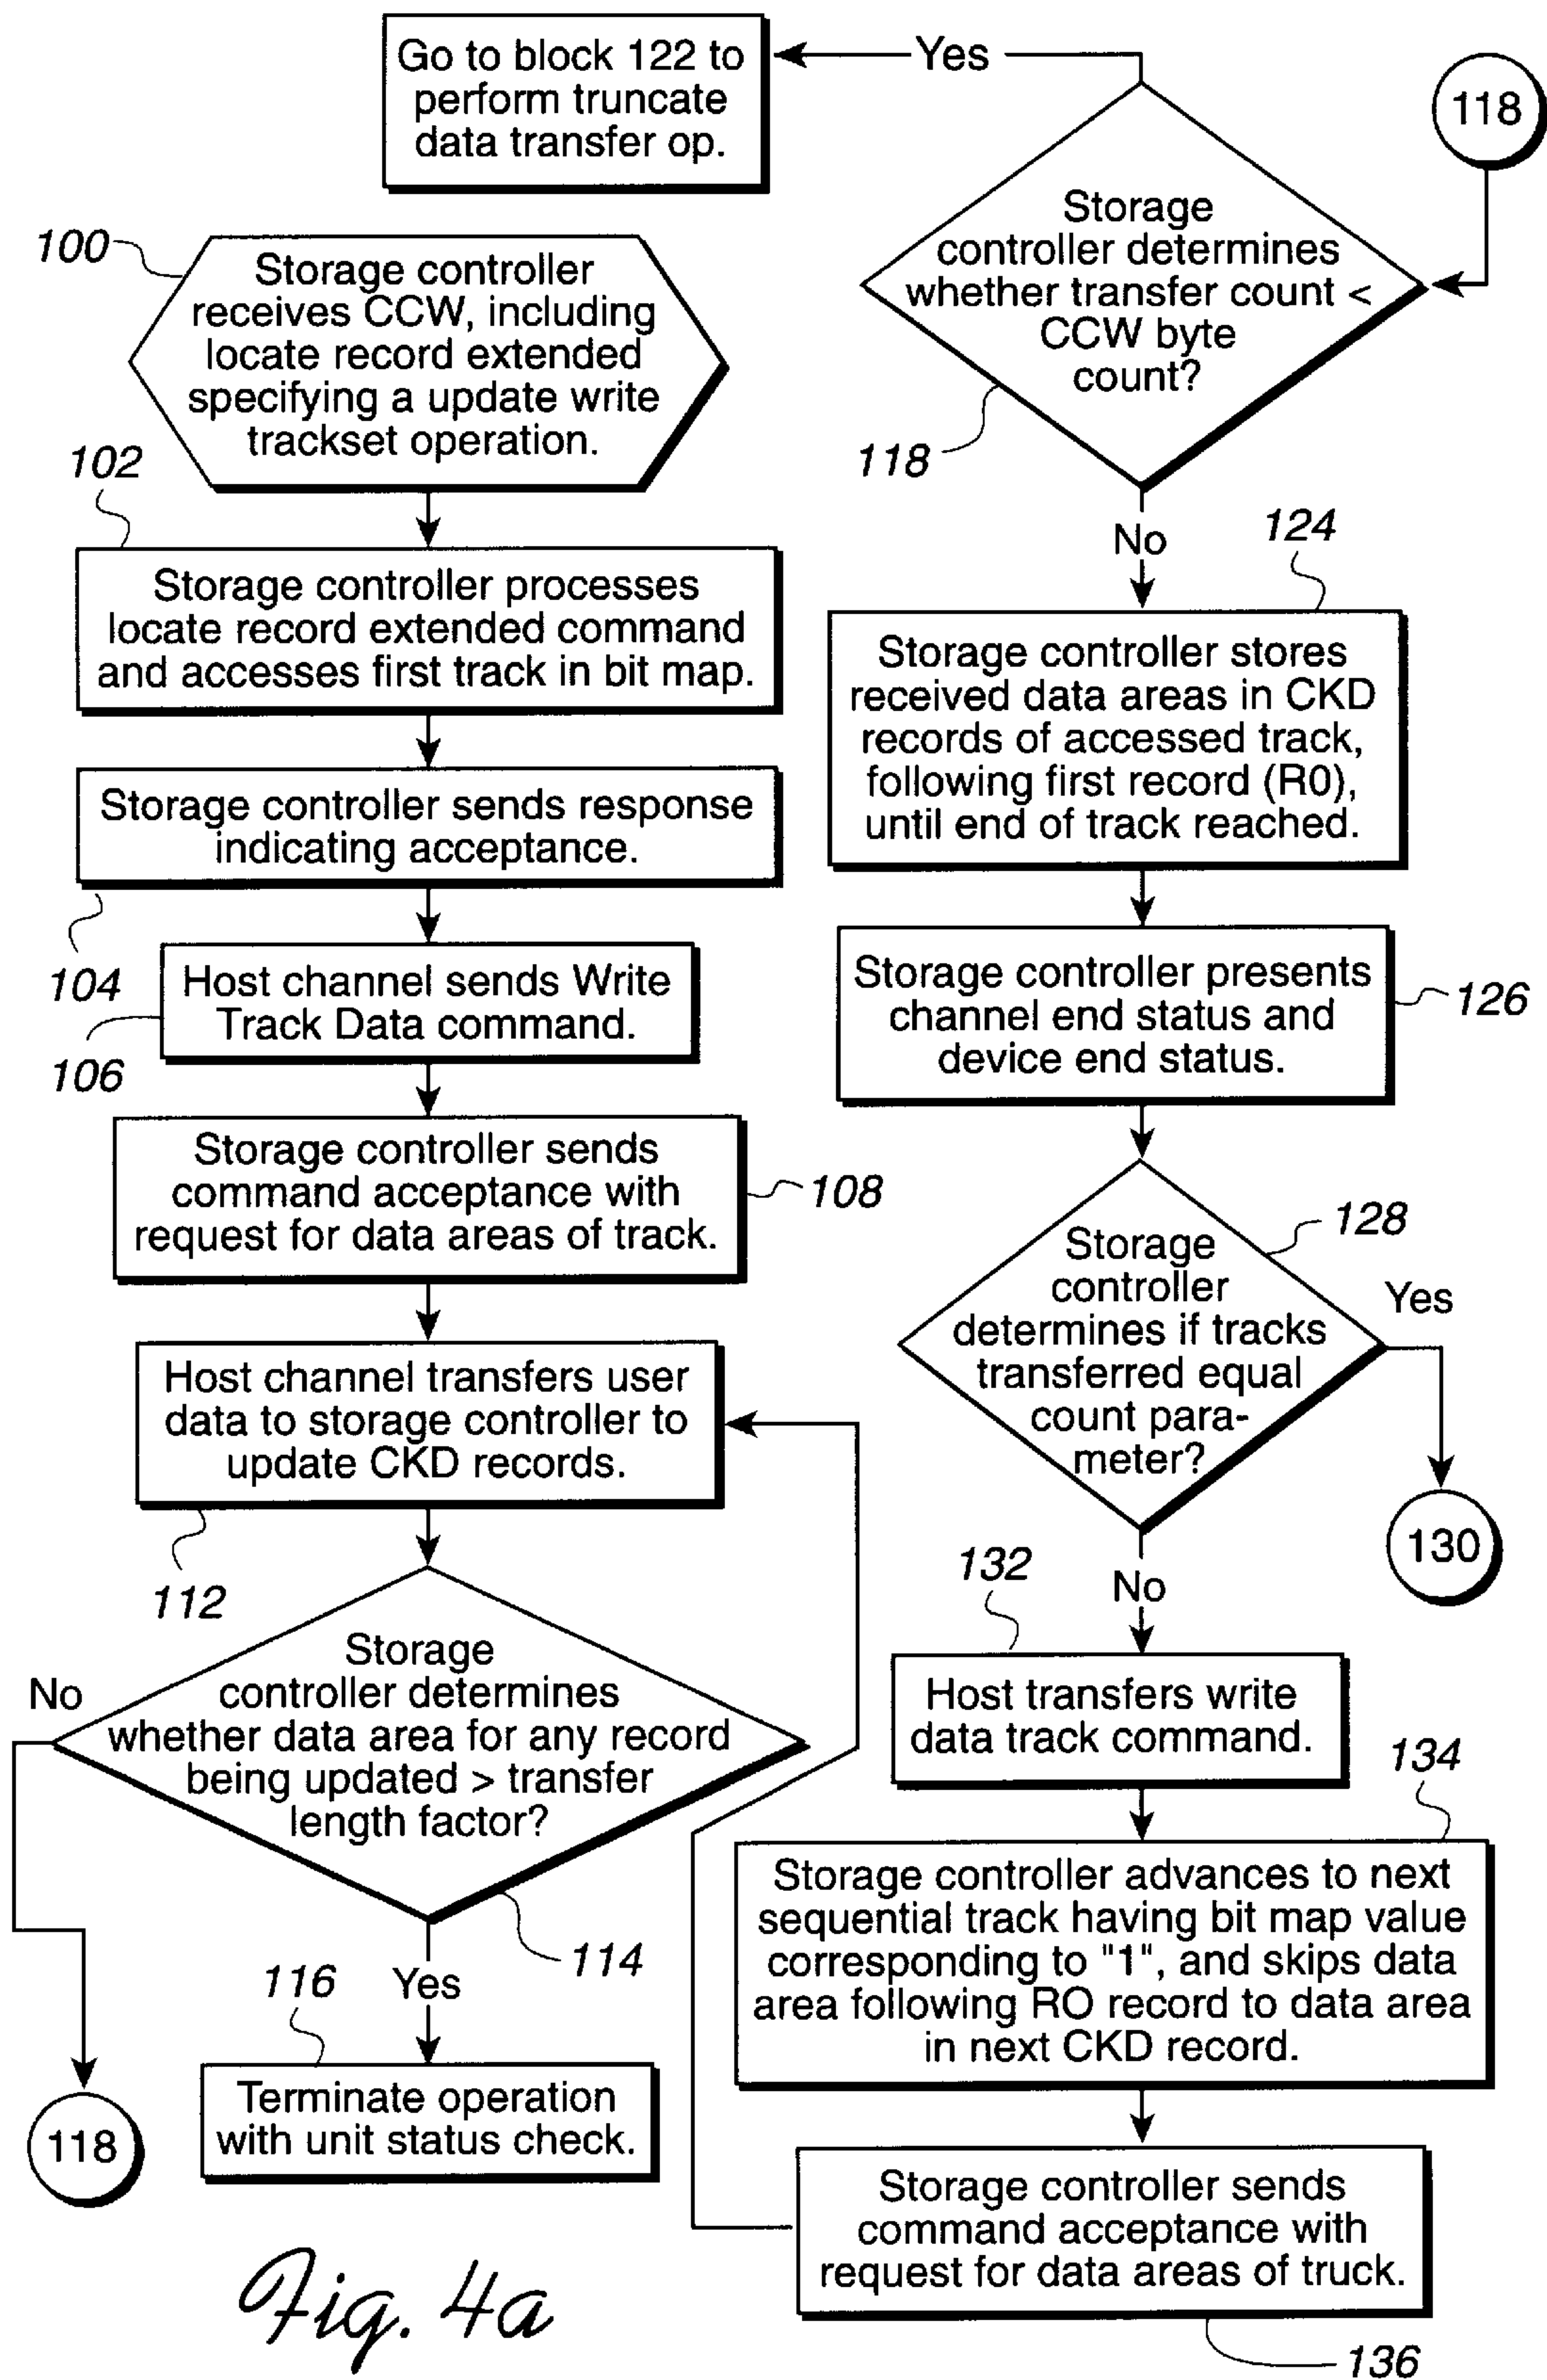 Go to block 122 to
perform truncate
data transfer op.
Yes
118
100
Storage controller
receives CCW, including
locate record extended
specifying a update write
trackset operation.
Storage
controller determines
whether transfer count <
CCW byte
count?
118
No
102
Storage controller processes
locate record extended command
and accesses first track in bit map.
Storage controller sends response
indicating acceptance.
104
Host channel sends Write
Track Data command.
106
Storage controller sends
command acceptance with
request for data areas of track.
108
Host channel transfers user
data to storage controller to
update CKD records.
112
Storage
controller determines
whether data area for any record
being updated > transfer
length factor?
No
114
118
116
Yes
Terminate operation
with unit status check.
124
Storage controller stores
received data areas in CKD
records of accessed track,
following first record (R0),
until end of track reached.
Storage controller presents
channel end status and
device end status.
126
128
Storage
controller
determines if tracks
transferred equal
count para-
meter?
Yes
130
No
132
Host transfers write
data track command.
134
Storage controller advances to next
sequential track having bit map value
corresponding to "1", and skips data
area following RO record to data area
in next CKD record.
Storage controller sends
command acceptance with
request for data areas of truck.
136
Fig. 4a